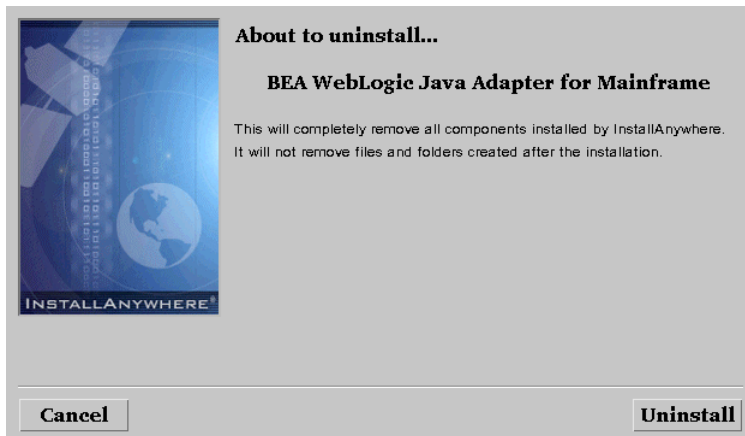 About to uninstall...
BEA WebLogic Java Adapter for Mainframe
This will completely remove all components installed by InstallAnywhere.
It will not remove files and folders created after the installation.
INSTALLANYWHERE®
Cancel
Uninstall